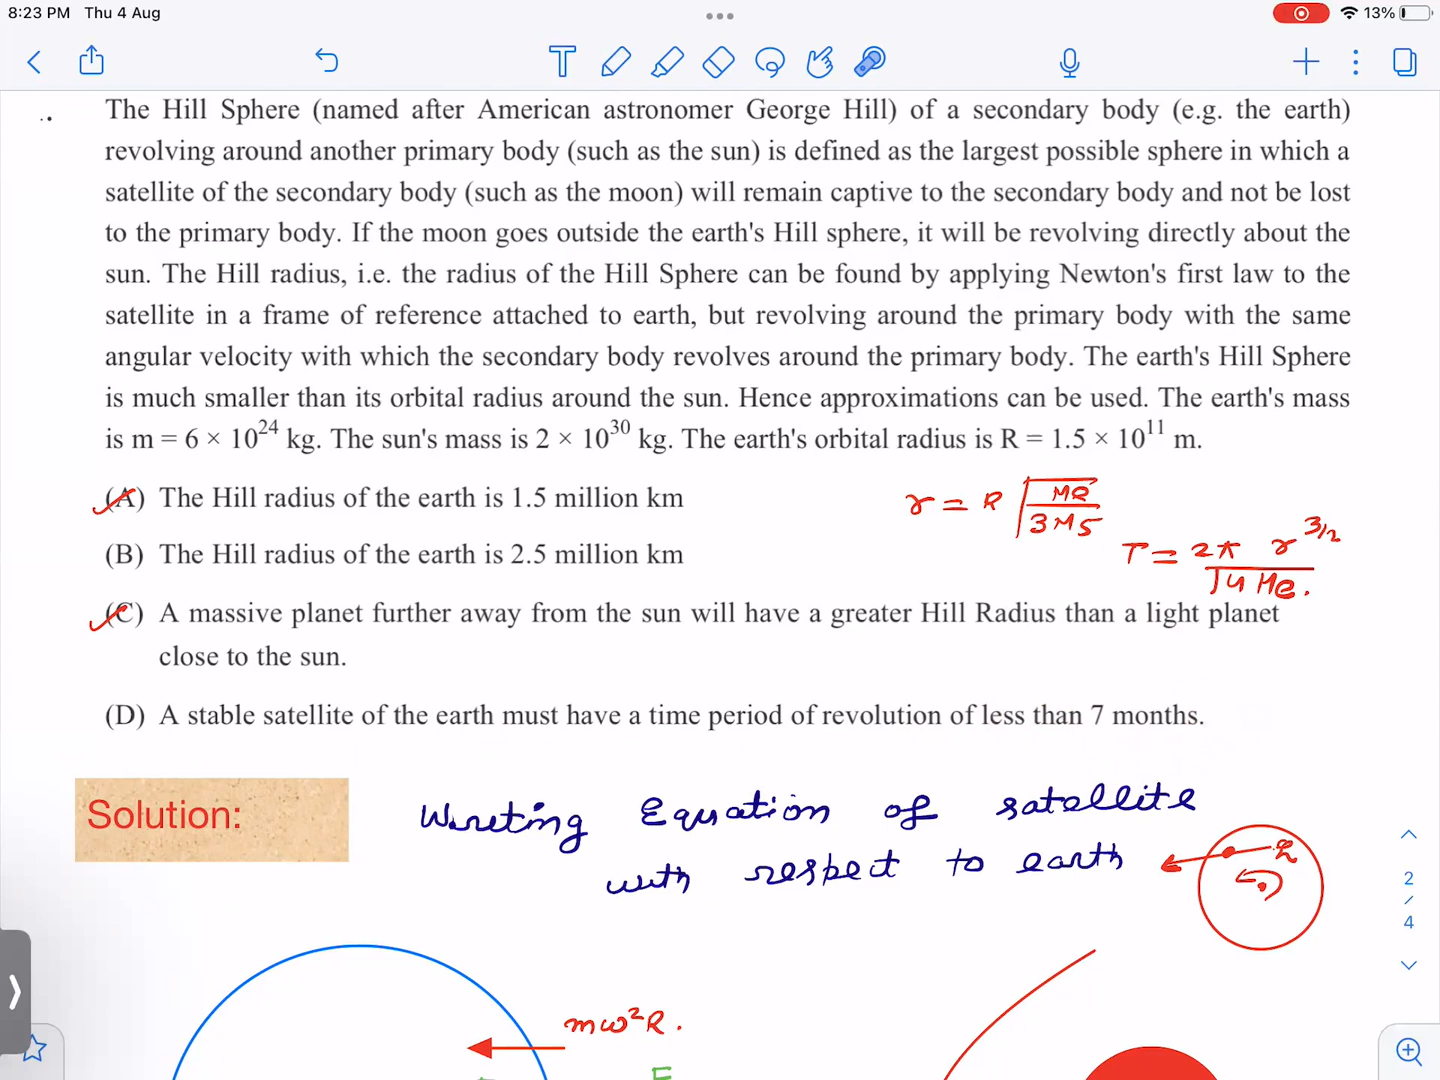 8:23 PM Thu 4 Aug
13%
The Hill Sphere (named after American astronomer George Hill) of a secondary body (e.g. the earth)
revolving around another primary body (such as the sun) is defined as the largest possible sphere in which a
satellite of the secondary body (such as the moon) will remain captive to the secondary body and not be lost
to the primary body. If the moon goes outside the earth's Hill sphere, it will be revolving directly about the
sun. The Hill radius, i.e. the radius of the Hill Sphere can be found by applying Newton's first law to the
satellite in a frame of reference attached to earth, but revolving around the primary body with the same
angular velocity with which the secondary body revolves around the primary body. The earth's Hill Sphere
is much smaller than its orbital radius around the sun. Hence approximations can be used. The earth's mass
is m = 6 × 10^24 kg. The sun's mass is 2 × 10^30 kg. The earth's orbital radius is R = 1.5 × 10^11 m.
(A) The Hill radius of the earth is 1.5 million km
r = R √(Me/3Ms)
(B) The Hill radius of the earth is 2.5 million km
T = 2π r^3/2 / √G Me.
(C) A massive planet further away from the sun will have a greater Hill Radius than a light planet
close to the sun.
(D) A stable satellite of the earth must have a time period of revolution of less than 7 months.
Solution:
Wireting Equation of satellite
with respect to earth
2
/
4
mω²R.
F